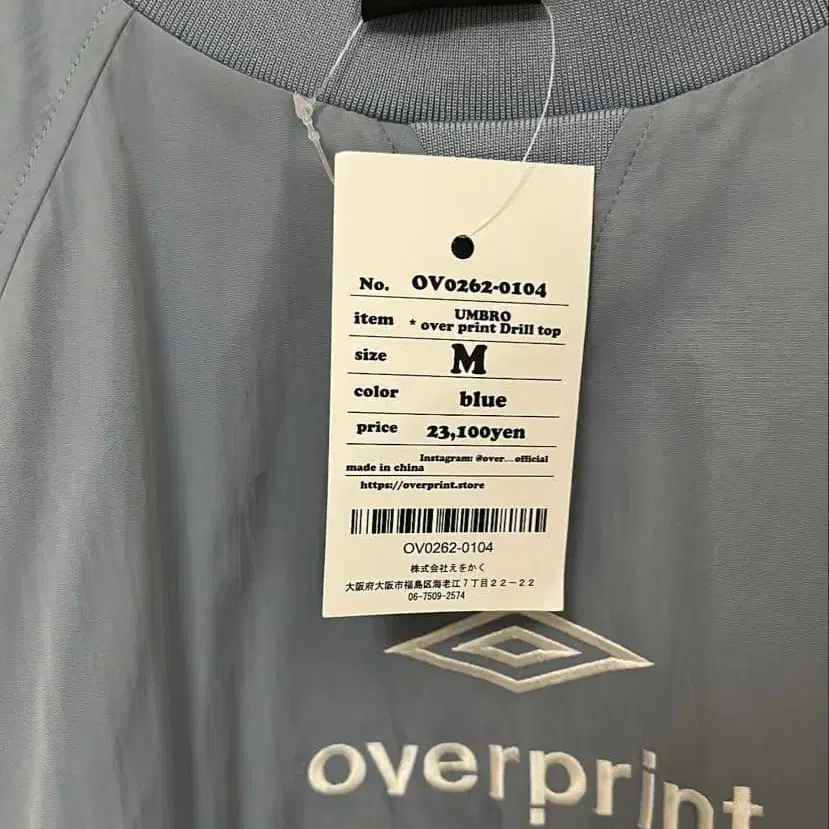 No. OV0262-0104
item UMBRO
* over print Drill top
size M
color blue
price 23,100yen
Instagram: @over__official
made in china
https://overprint.store
OV0262-0104
株式会社えをかく
大阪府大阪市福島区海老江7丁目22-22
06-7509-2574
overprint